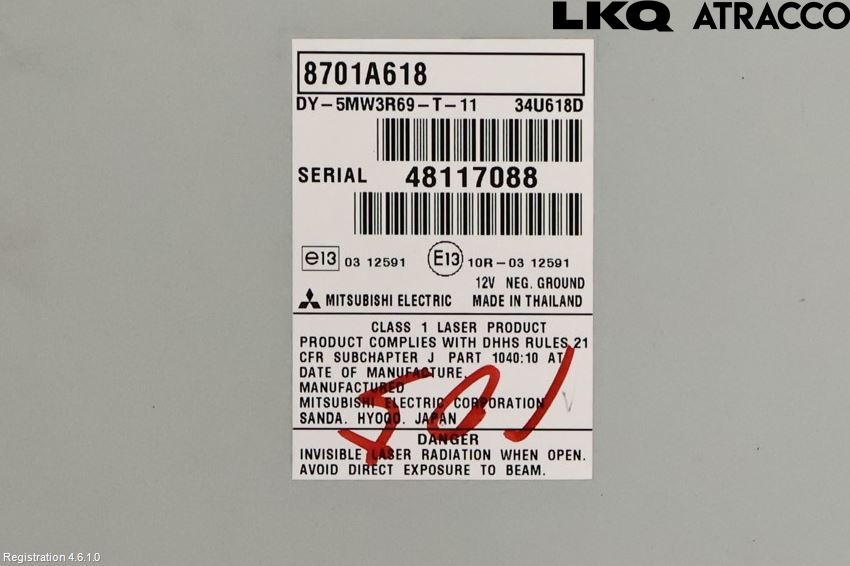 LKQ ATRACCO
8701A618
DY-5MW3R69-T-11 34U618D
SERIAL 48117088
e13 03 12591 E13 10R-03 12591
12V NEG. GROUND
MITSUBISHI ELECTRIC MADE IN THAILAND
CLASS 1 LASER PRODUCT
PRODUCT COMPLIES WITH DHHS RULES 21
CFR SUBCHAPTER J PART 1040:10 AT
DATE OF MANUFACTURE.
MANUFACTURED
MITSUBISHI ELECTRIC CORPORATION
SANDA. HYOGO. JAPAN
501
DANGER
INVISIBLE LASER RADIATION WHEN OPEN.
AVOID DIRECT EXPOSURE TO BEAM.
Registration 4.6.1.0